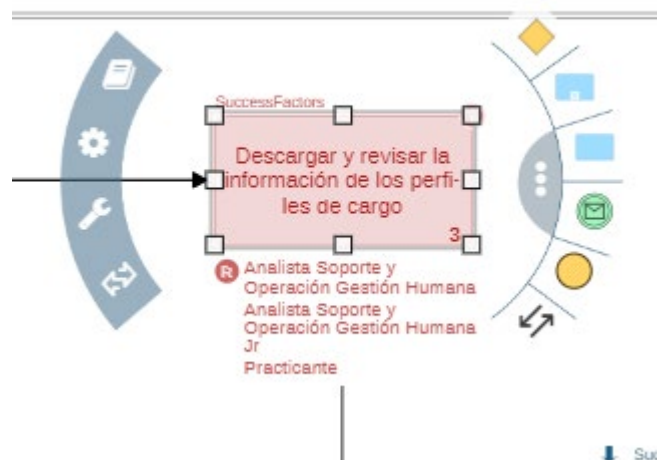 SuccessFactors
Descargar y revisar la
información de los perfi-
les de cargo
3
R Analista Soporte y
Operación Gestión Humana
Analista Soporte y
Operación Gestión Humana
Jr
Practicante
Suc